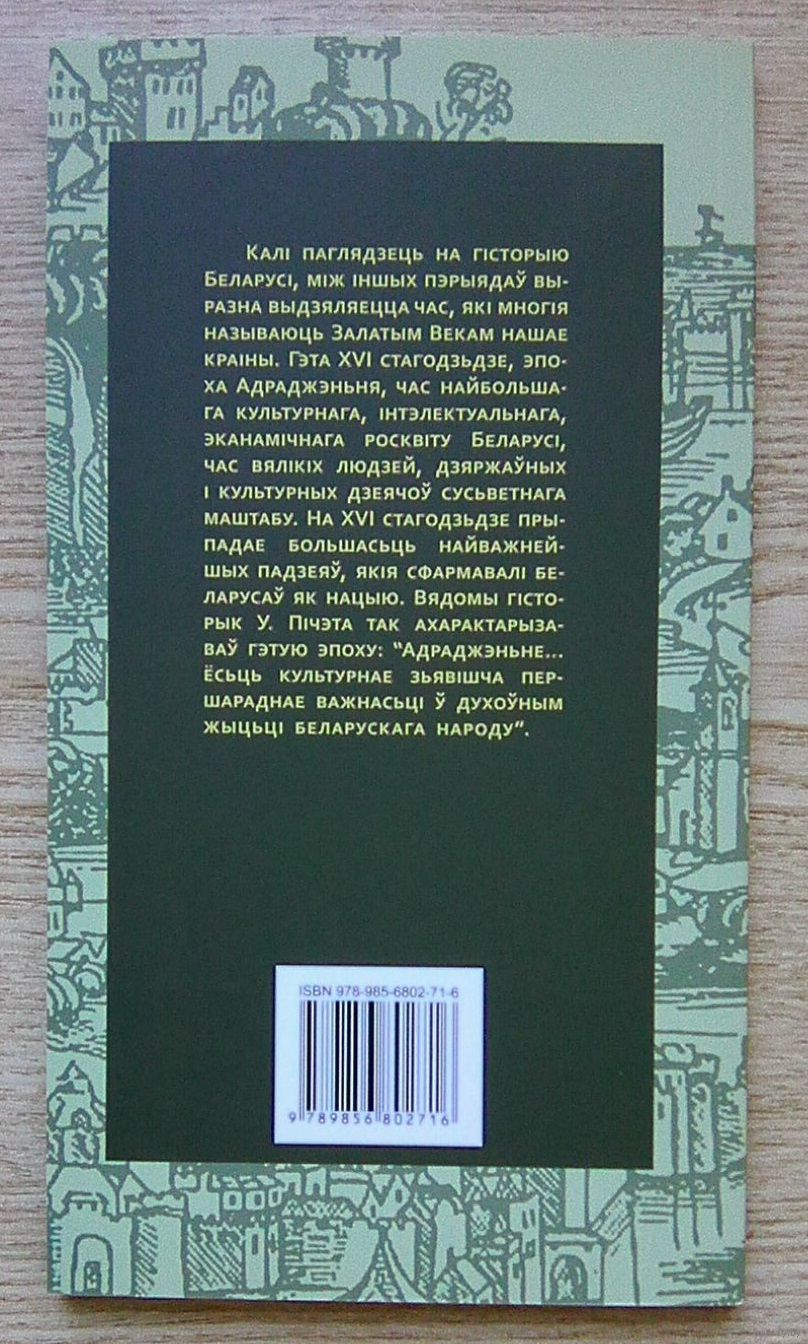 Калі паглядзець на гісторыю
Беларусі, між іншых пэрыядаў вы-
разна выдзяляецца час, які многія
называюць Залатым Векам нашае
краіны. Гэта XVI стагодзьдзе, эпо-
ха Адраджэньня, час найбольша-
га культурнага, інтэлектуальнага,
эканамічнага росквіту Беларусі,
час вялікіх людзей, дзяржаўных
і культурных дзеячоў сусьветнага
маштабу. На XVI стагодзьдзе пры-
падае большасьць найважней-
шых падзеяў, якія сфармавалі бе-
ларусаў як нацыю. Вядомы гісто-
рык У. Пічэта так ахарактарыза-
ваў гэтую эпоху: “Адраджэньне...
Ёсьць культурнае зьявішча пер-
шараднае важнасьці ў духоўным
жыцьці беларускага народу”.
ISBN 978-985-6802-71-6
9 789856 802716